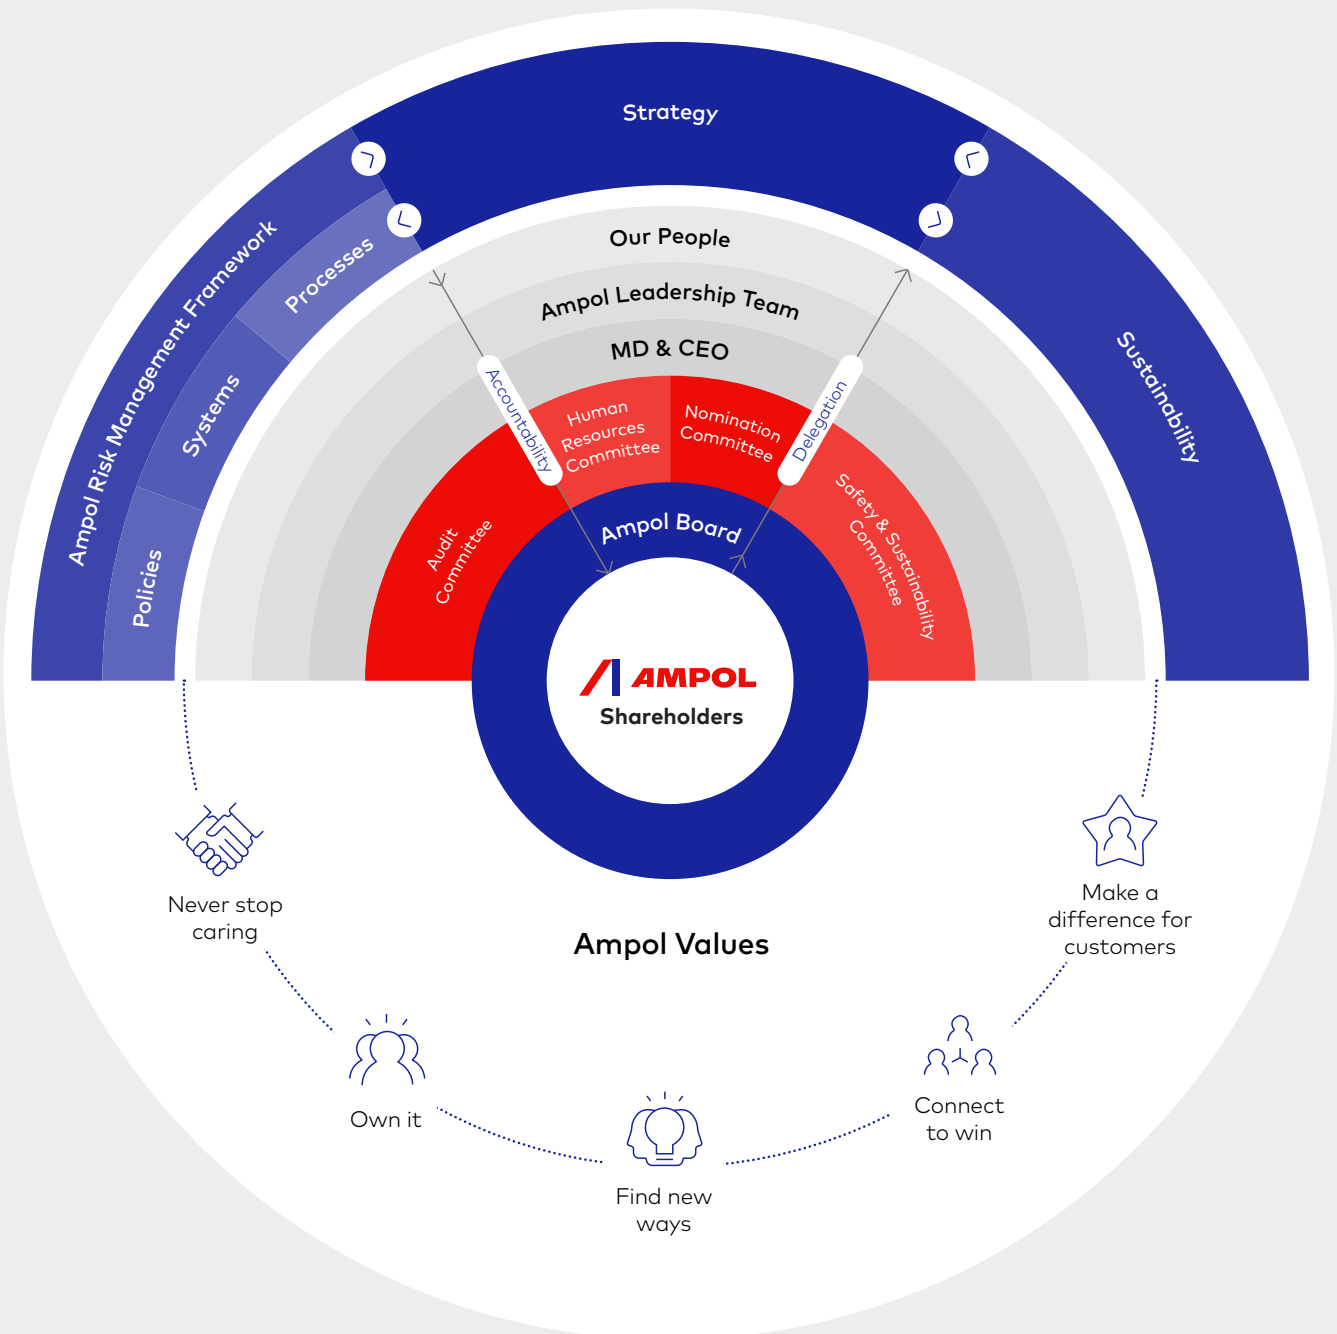 Strategy
Ampol Risk Management Framework
Processes
Systems
Policies
Sustainability
Our People
Ampol Leadership Team
MD & CEO
Accountability
Delegation
Audit
Committee
Human
Resources
Committee
Nomination
Committee
Safety & Sustainability
Committee
Ampol Board
AMPOL
Shareholders
Ampol Values
Never stop
caring
Own it
Find new
ways
Connect
to win
Make a
difference for
customers